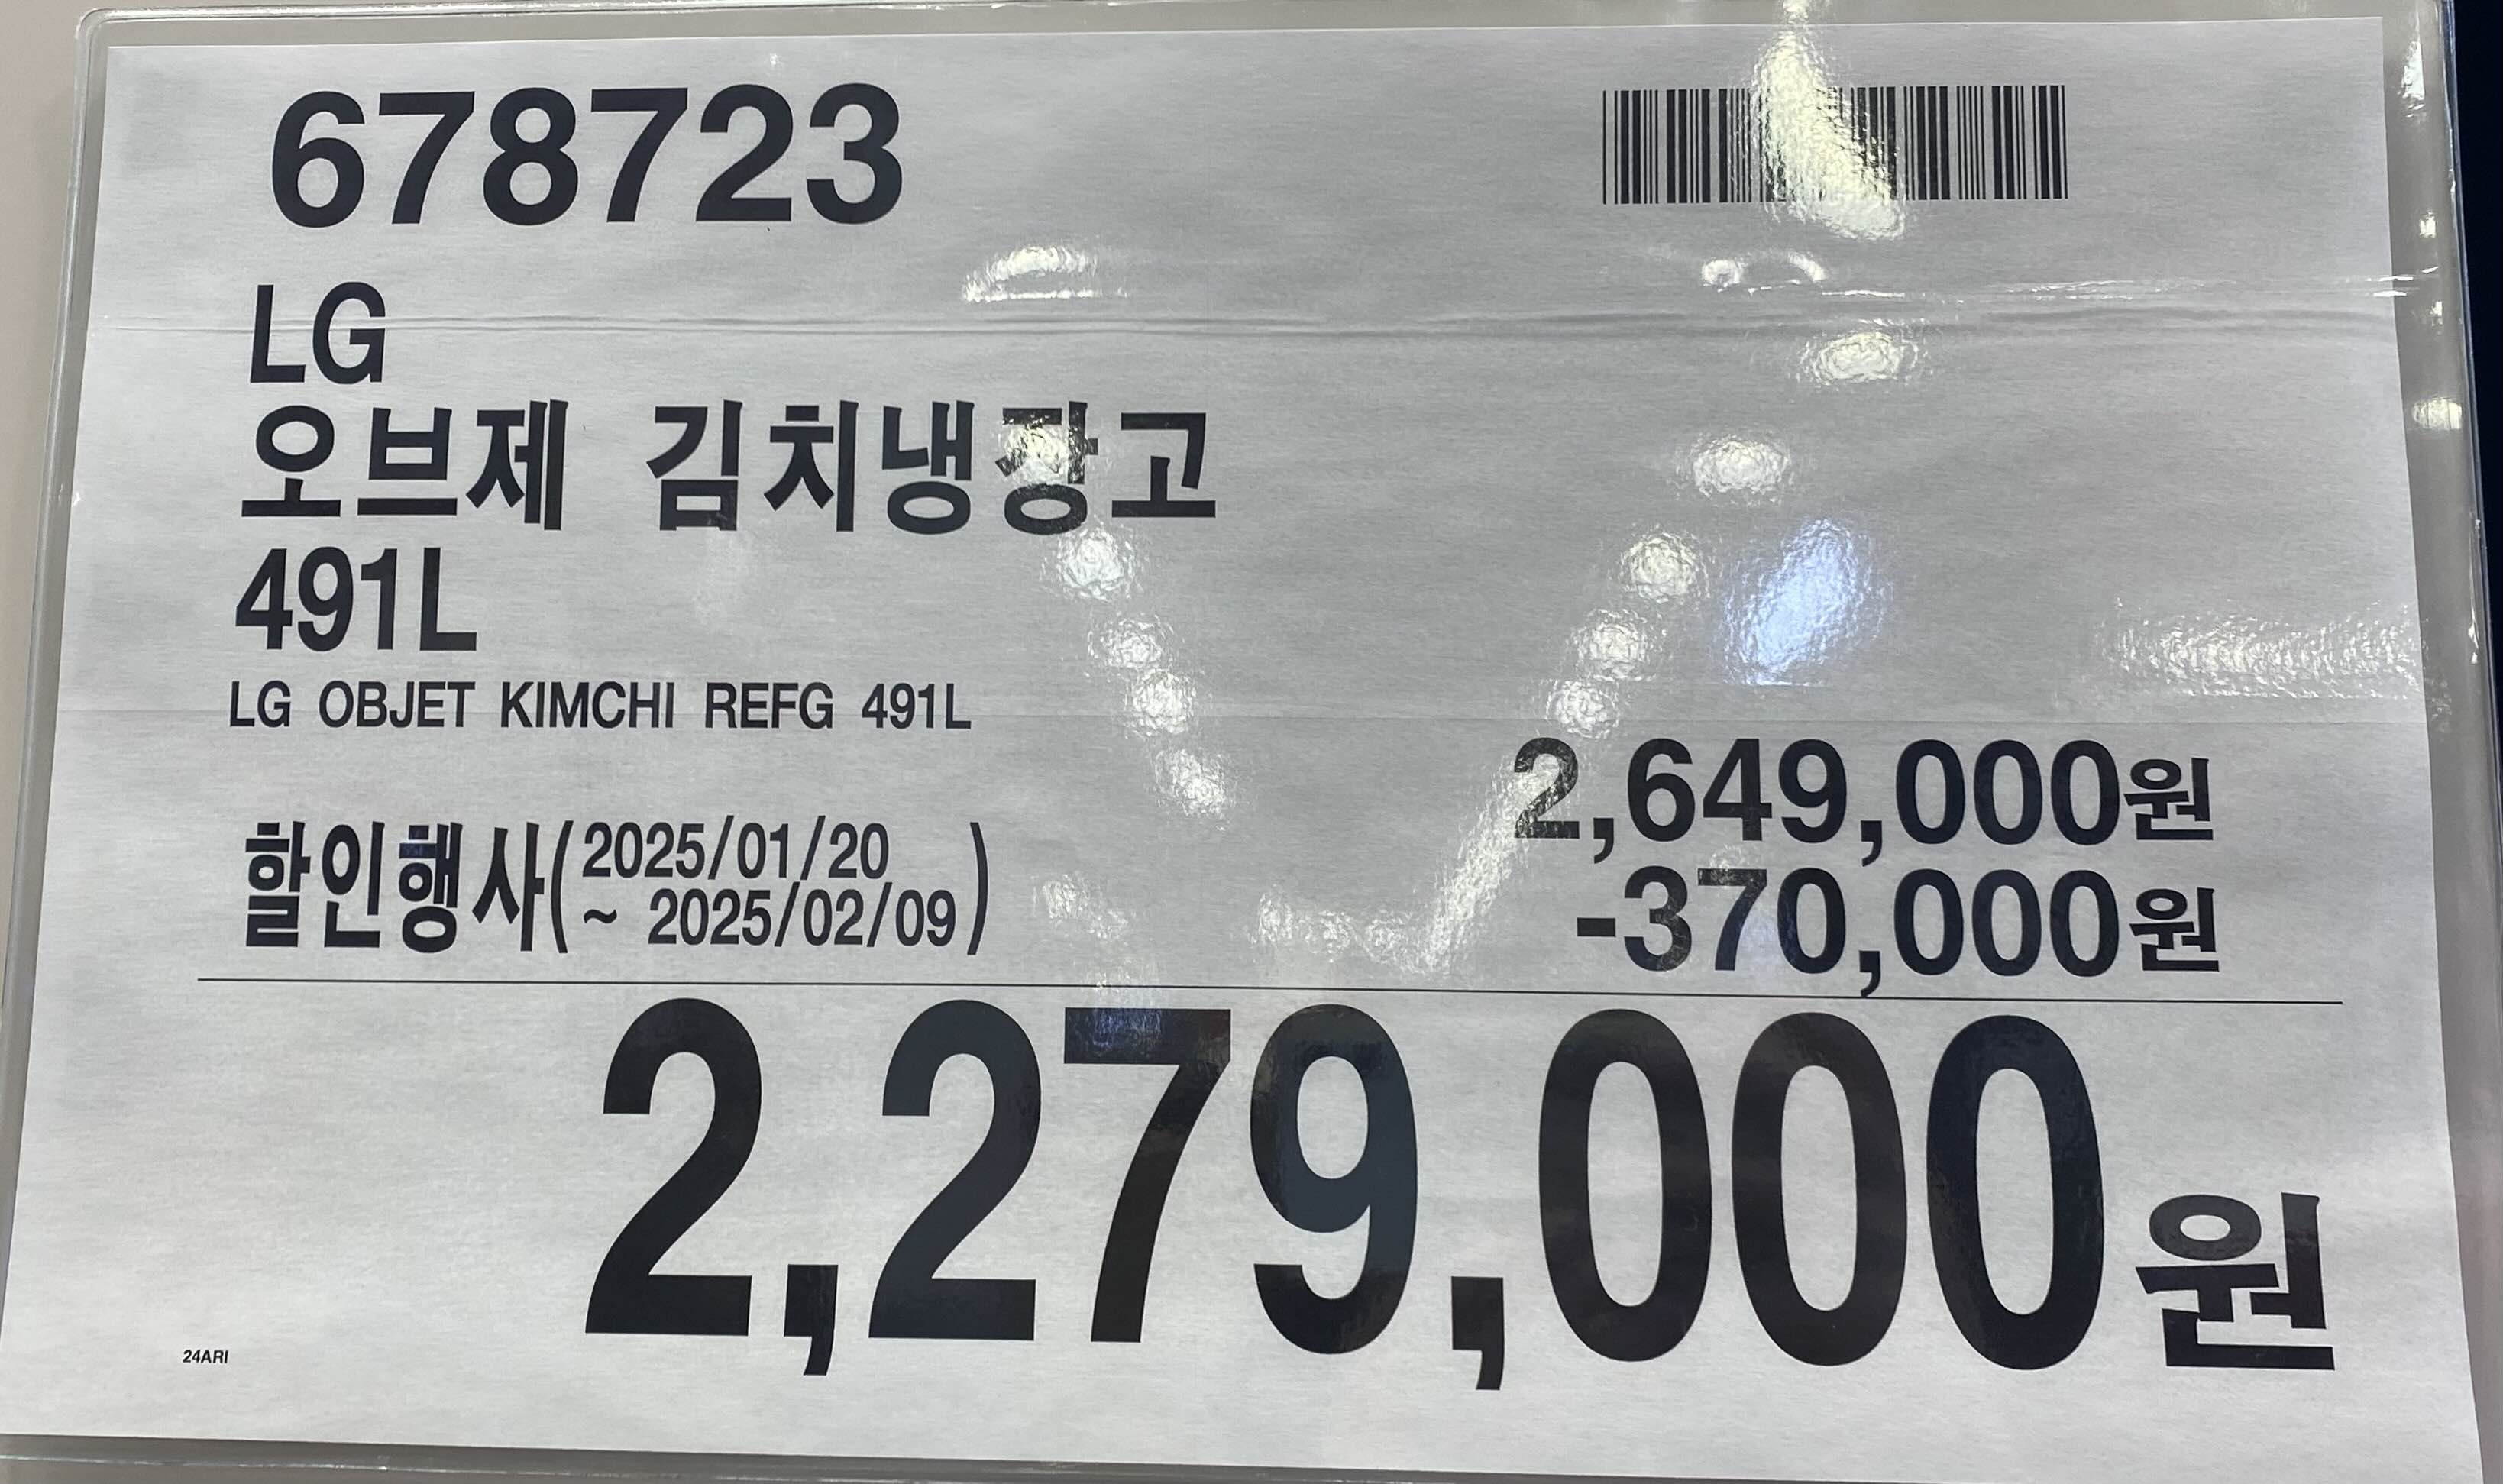 678723
LG
오브제 김치냉장고
491L
LG OBJET KIMCHI REFG 491L
2,649,000원
할인행사(2025/01/20
~ 2025/02/09)
-370,000원
2,279,000원
24ARI